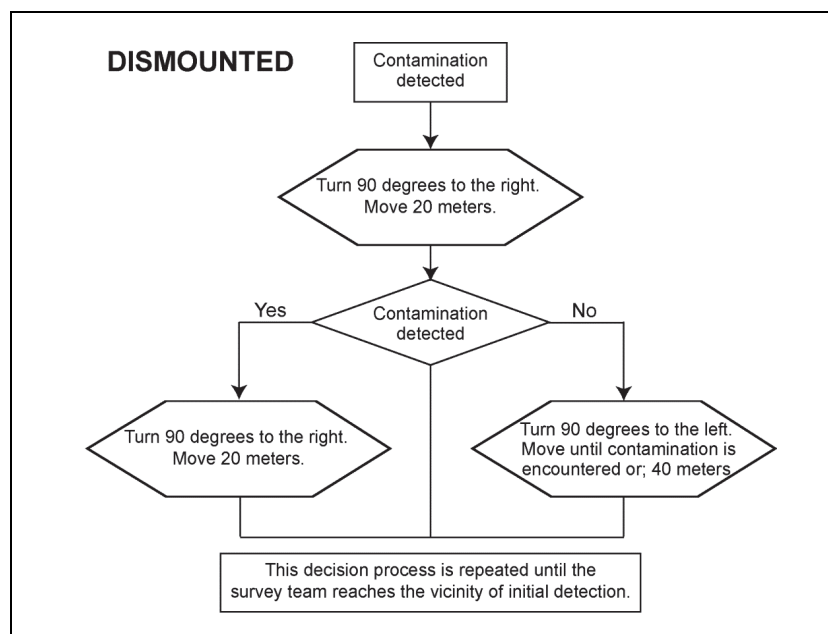 DISMOUNTED
Contamination
detected
Turn 90 degrees to the right.
Move 20 meters.
Yes
Contamination
detected
No
Turn 90 degrees to the right.
Move 20 meters.
Turn 90 degrees to the left.
Move until contamination is
encountered or; 40 meters
This decision process is repeated until the
survey team reaches the vicinity of initial detection.